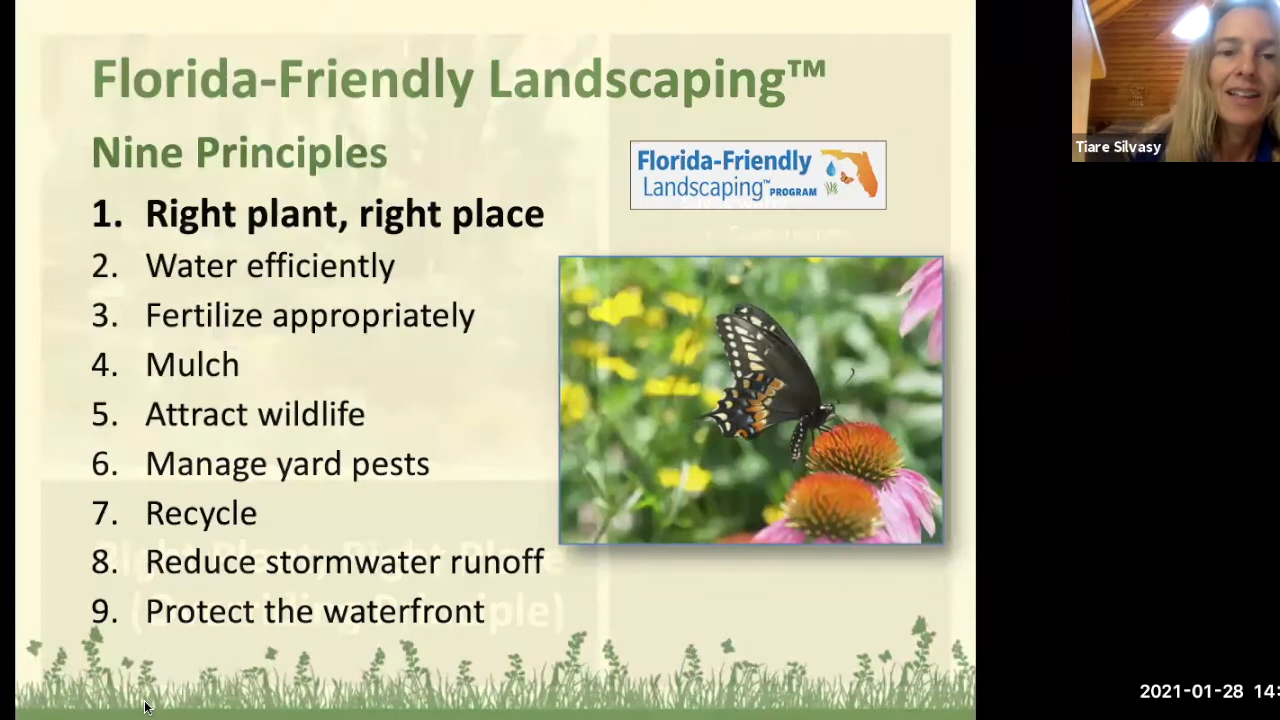 Florida-Friendly Landscaping™
Nine Principles
1. Right plant, right place
2. Water efficiently
3. Fertilize appropriately
4. Mulch
5. Attract wildlife
6. Manage yard pests
7. Recycle
8. Reduce stormwater runoff
9. Protect the waterfront
Florida-Friendly
Landscaping™ PROGRAM
Tiare Silvasy
2021-01-28 14: